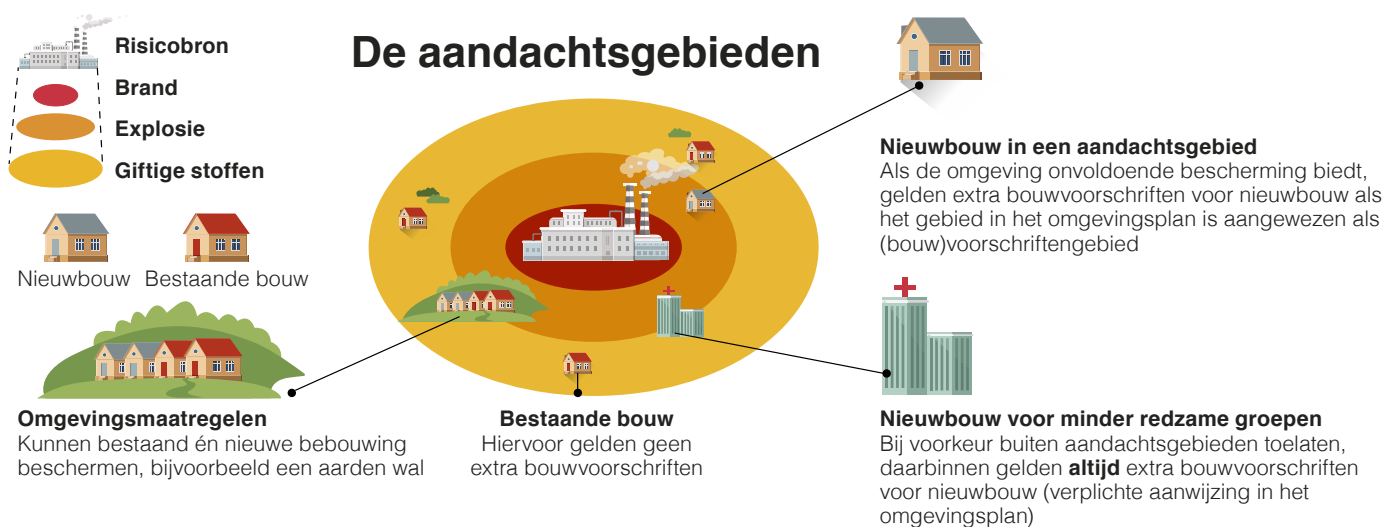 De aandachtsgebieden
Risicobron
Brand
Explosie
Giftige stoffen
Nieuwbouw
Bestaande bouw
Omgevingsmaatregelen
Kunnen bestaand én nieuwe bebouwing
beschermen, bijvoorbeeld een aarden wal
Bestaande bouw
Hiervoor gelden geen
extra bouwvoorschriften
Nieuwbouw in een aandachtsgebied
Als de omgeving onvoldoende bescherming biedt,
gelden extra bouwvoorschriften voor nieuwbouw als
het gebied in het omgevingsplan is aangewezen als
(bouw)voorschriftengebied
Nieuwbouw voor minder redzame groepen
Bij voorkeur buiten aandachtsgebieden toelaten,
daarbinnen gelden altijd extra bouwvoorschriften
voor nieuwbouw (verplichte aanwijzing in het
omgevingsplan)